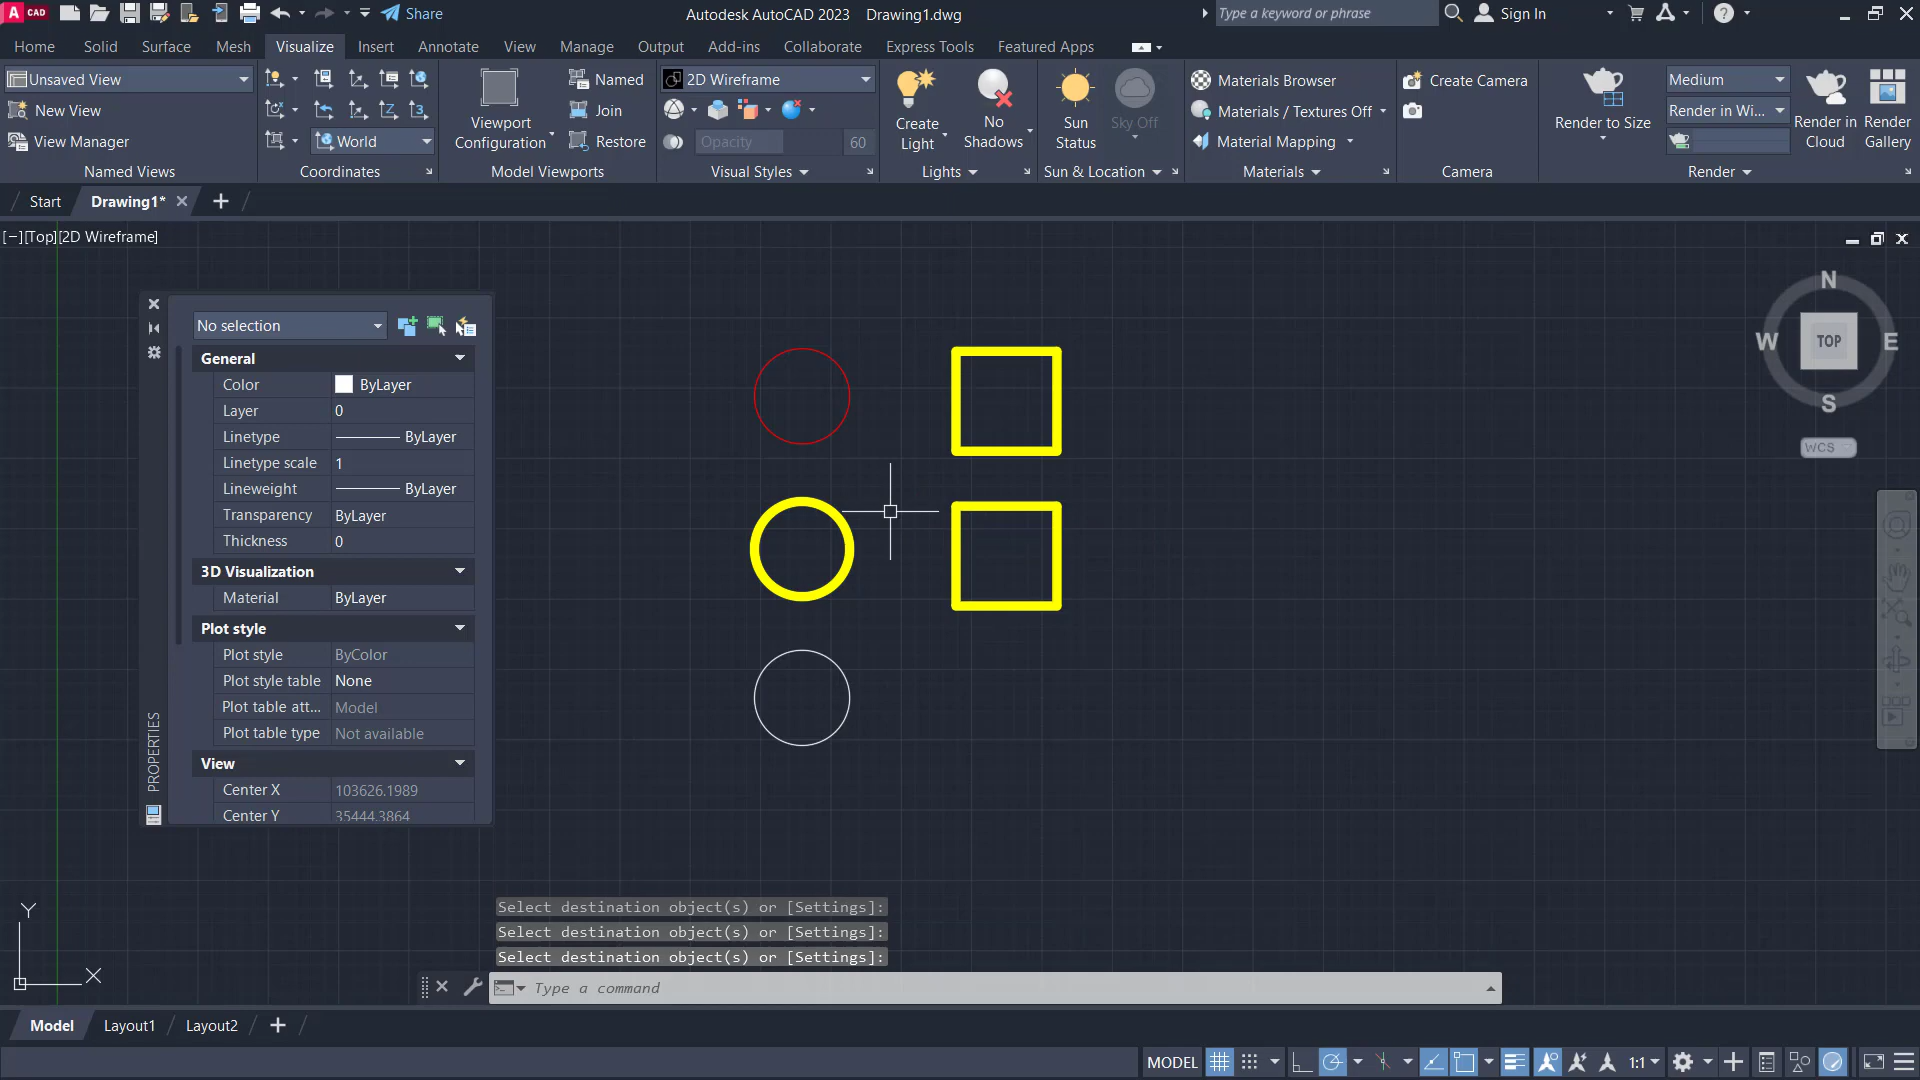 A CAD Share Autodesk AutoCAD 2023 Drawing1.dwg Type a keyword or phrase Sign In
Home Solid Surface Mesh Visualize Insert Annotate View Manage Output Add-ins Collaborate Express Tools Featured Apps
Unsaved View
New View
View Manager
Named Views
World
Coordinates
Viewport
Configuration
Named
Join
Restore
Model Viewports
2D Wireframe
Opacity 60
Visual Styles
Create
Light
No
Shadows
Lights
Sun
Status
Sky Off
Sun & Location
Materials Browser
Materials / Textures Off
Material Mapping
Materials
Create Camera
Camera
Render to Size
Medium
Render in Wi...
Render in
Cloud
Render
Gallery
Render
Start Drawing1*
[−][Top][2D Wireframe]
No selection
General
Color ByLayer
Layer 0
Linetype ByLayer
Linetype scale 1
Lineweight ByLayer
Transparency ByLayer
Thickness 0
3D Visualization
Material ByLayer
Plot style
Plot style ByColor
Plot style table None
Plot table att... Model
Plot table type Not available
View
Center X 103626.1989
Center Y 35444.3864
PROPERTIES
N
W TOP E
S
WCS
Y
X
Select destination object(s) or [Settings]:
Select destination object(s) or [Settings]:
Select destination object(s) or [Settings]:
Type a command
Model Layout1 Layout2
MODEL 1:1